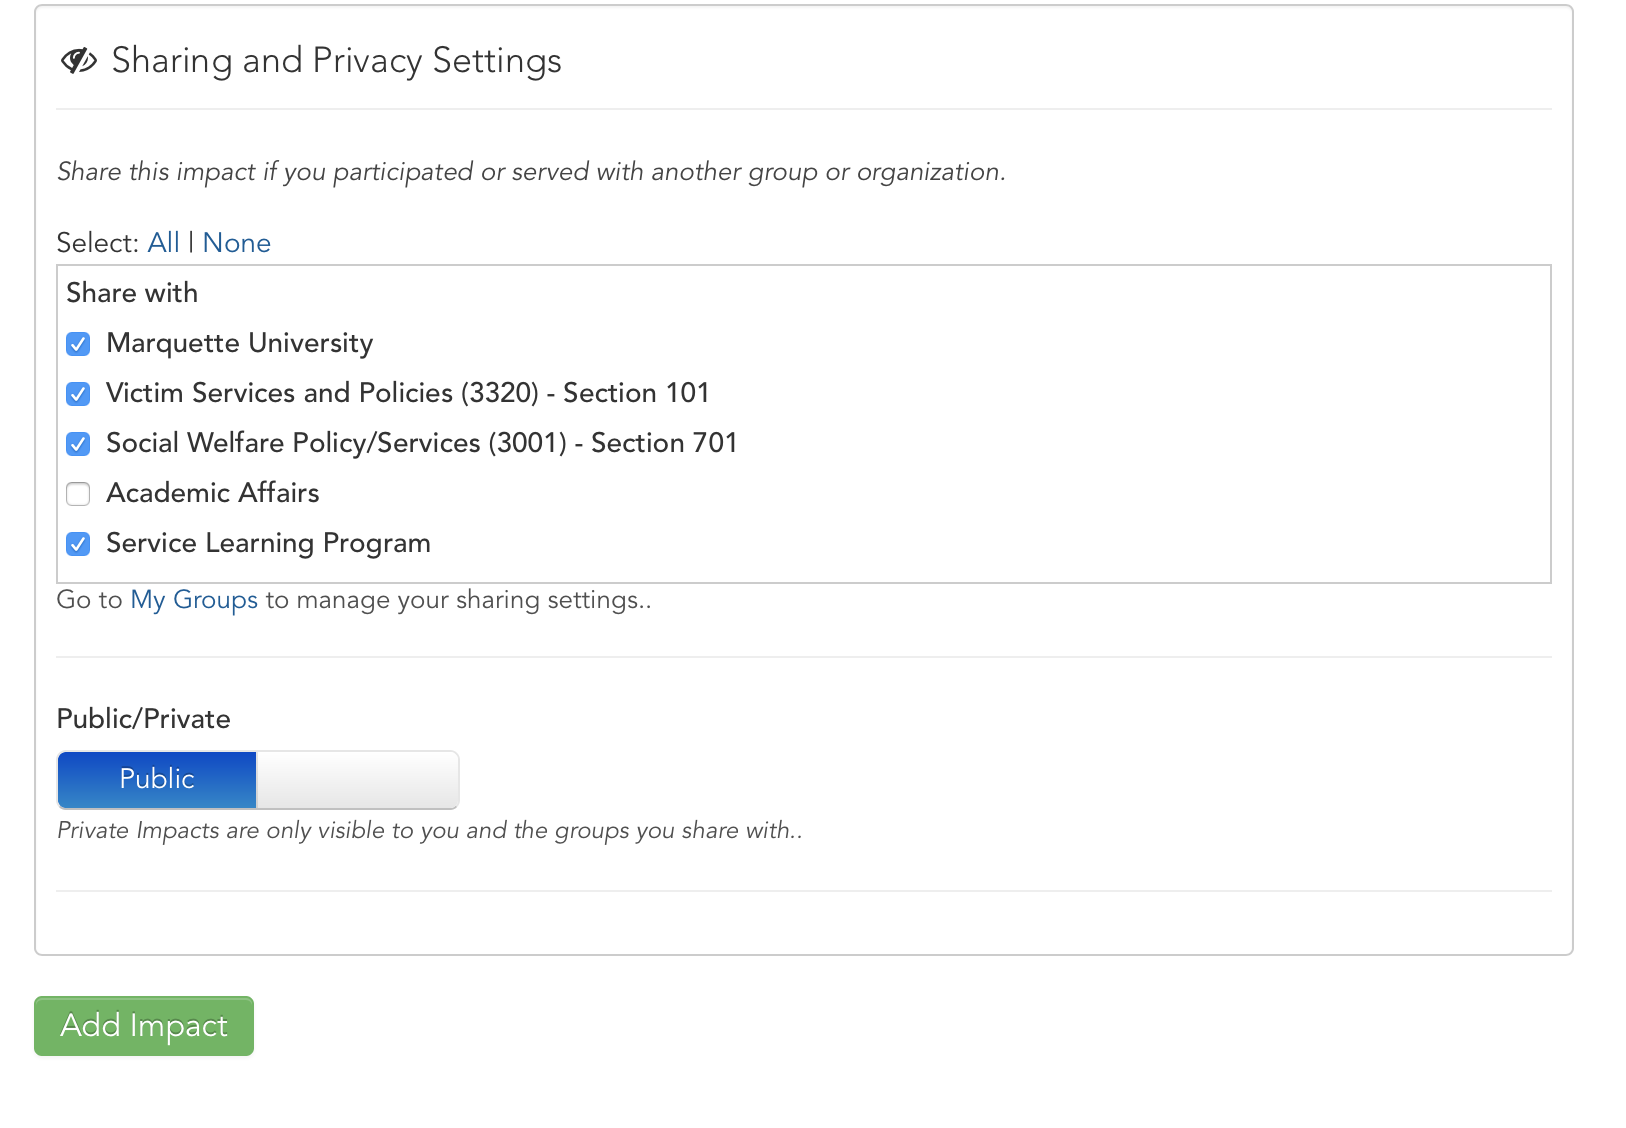 Sharing and Privacy Settings
Share this impact if you participated or served with another group or organization.
Select: All | None
Share with
Marquette University
Victim Services and Policies (3320) - Section 101
Social Welfare Policy/Services (3001) - Section 701
Academic Affairs
Service Learning Program
Go to My Groups to manage your sharing settings..
Public/Private
Public
Private Impacts are only visible to you and the groups you share with..
Add Impact